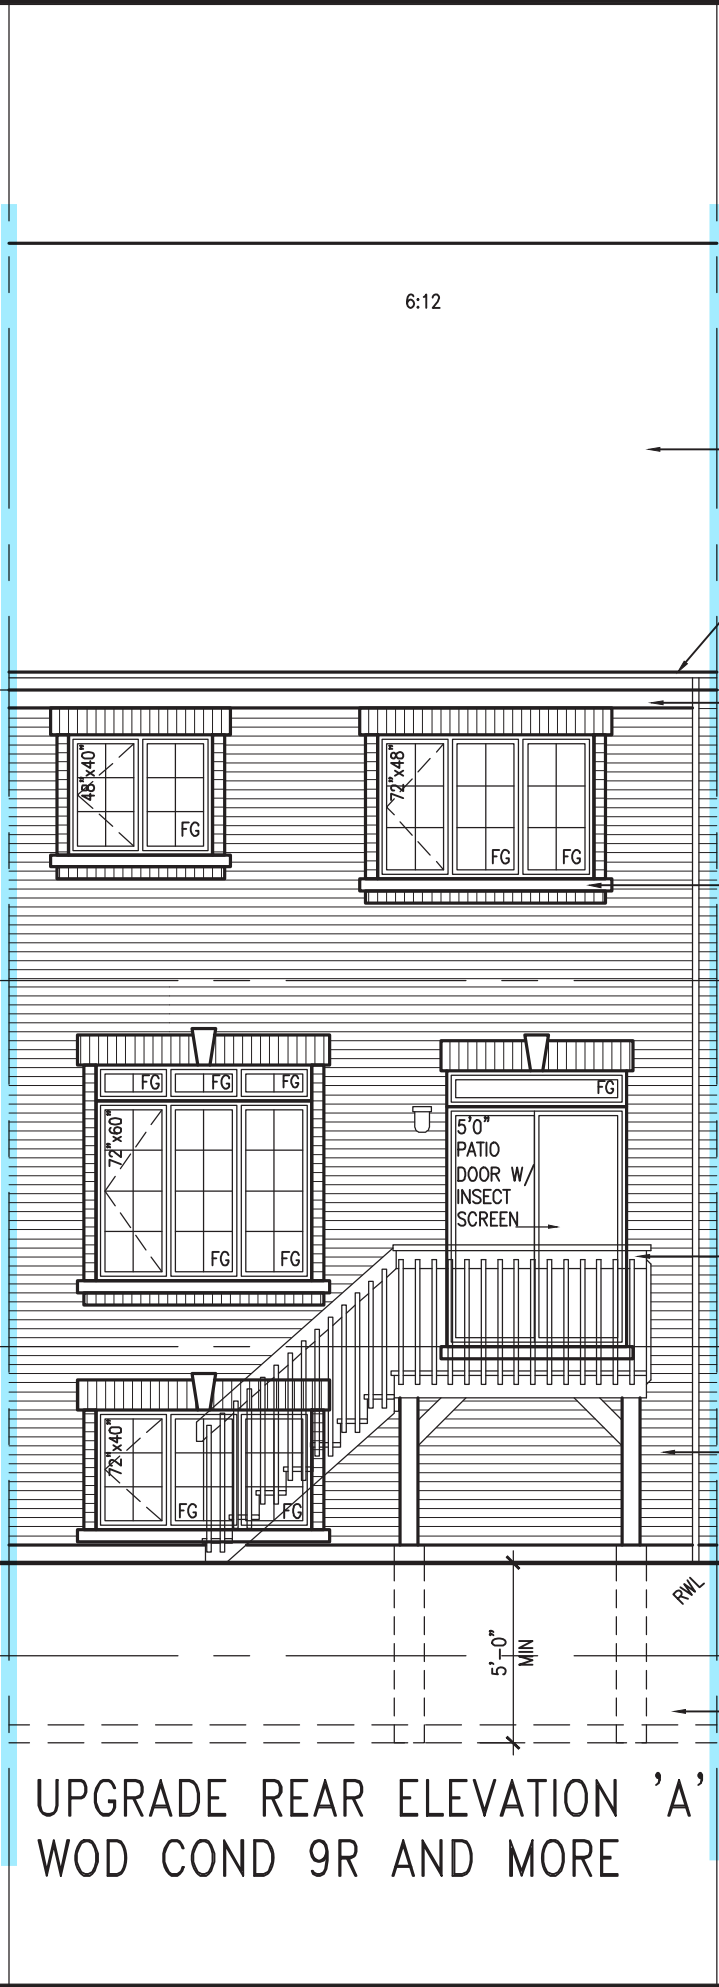 6:12
48"x40"
FG
72"x48"
FG
FG
FG
FG
FG
72"x60"
FG
FG
FG
5'0"
PATIO
DOOR W/
INSECT
SCREEN
72"x40"
FG
FG
RWL
5'-0"
MIN
UPGRADE REAR ELEVATION 'A'
WOD COND 9R AND MORE